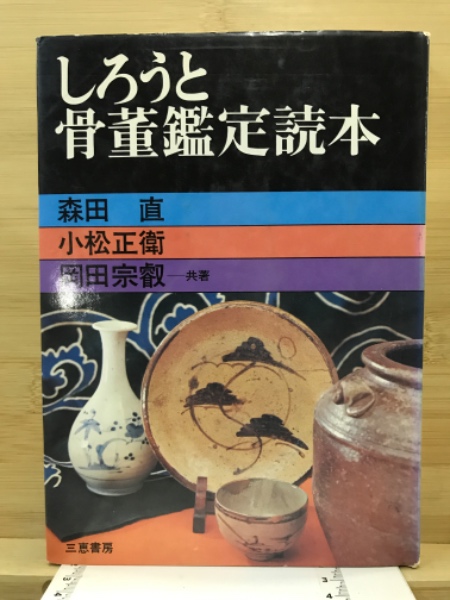 しろうと
骨董鑑定読本
森田 直
小松正衛
岡田宗叡―共著
三恵書房